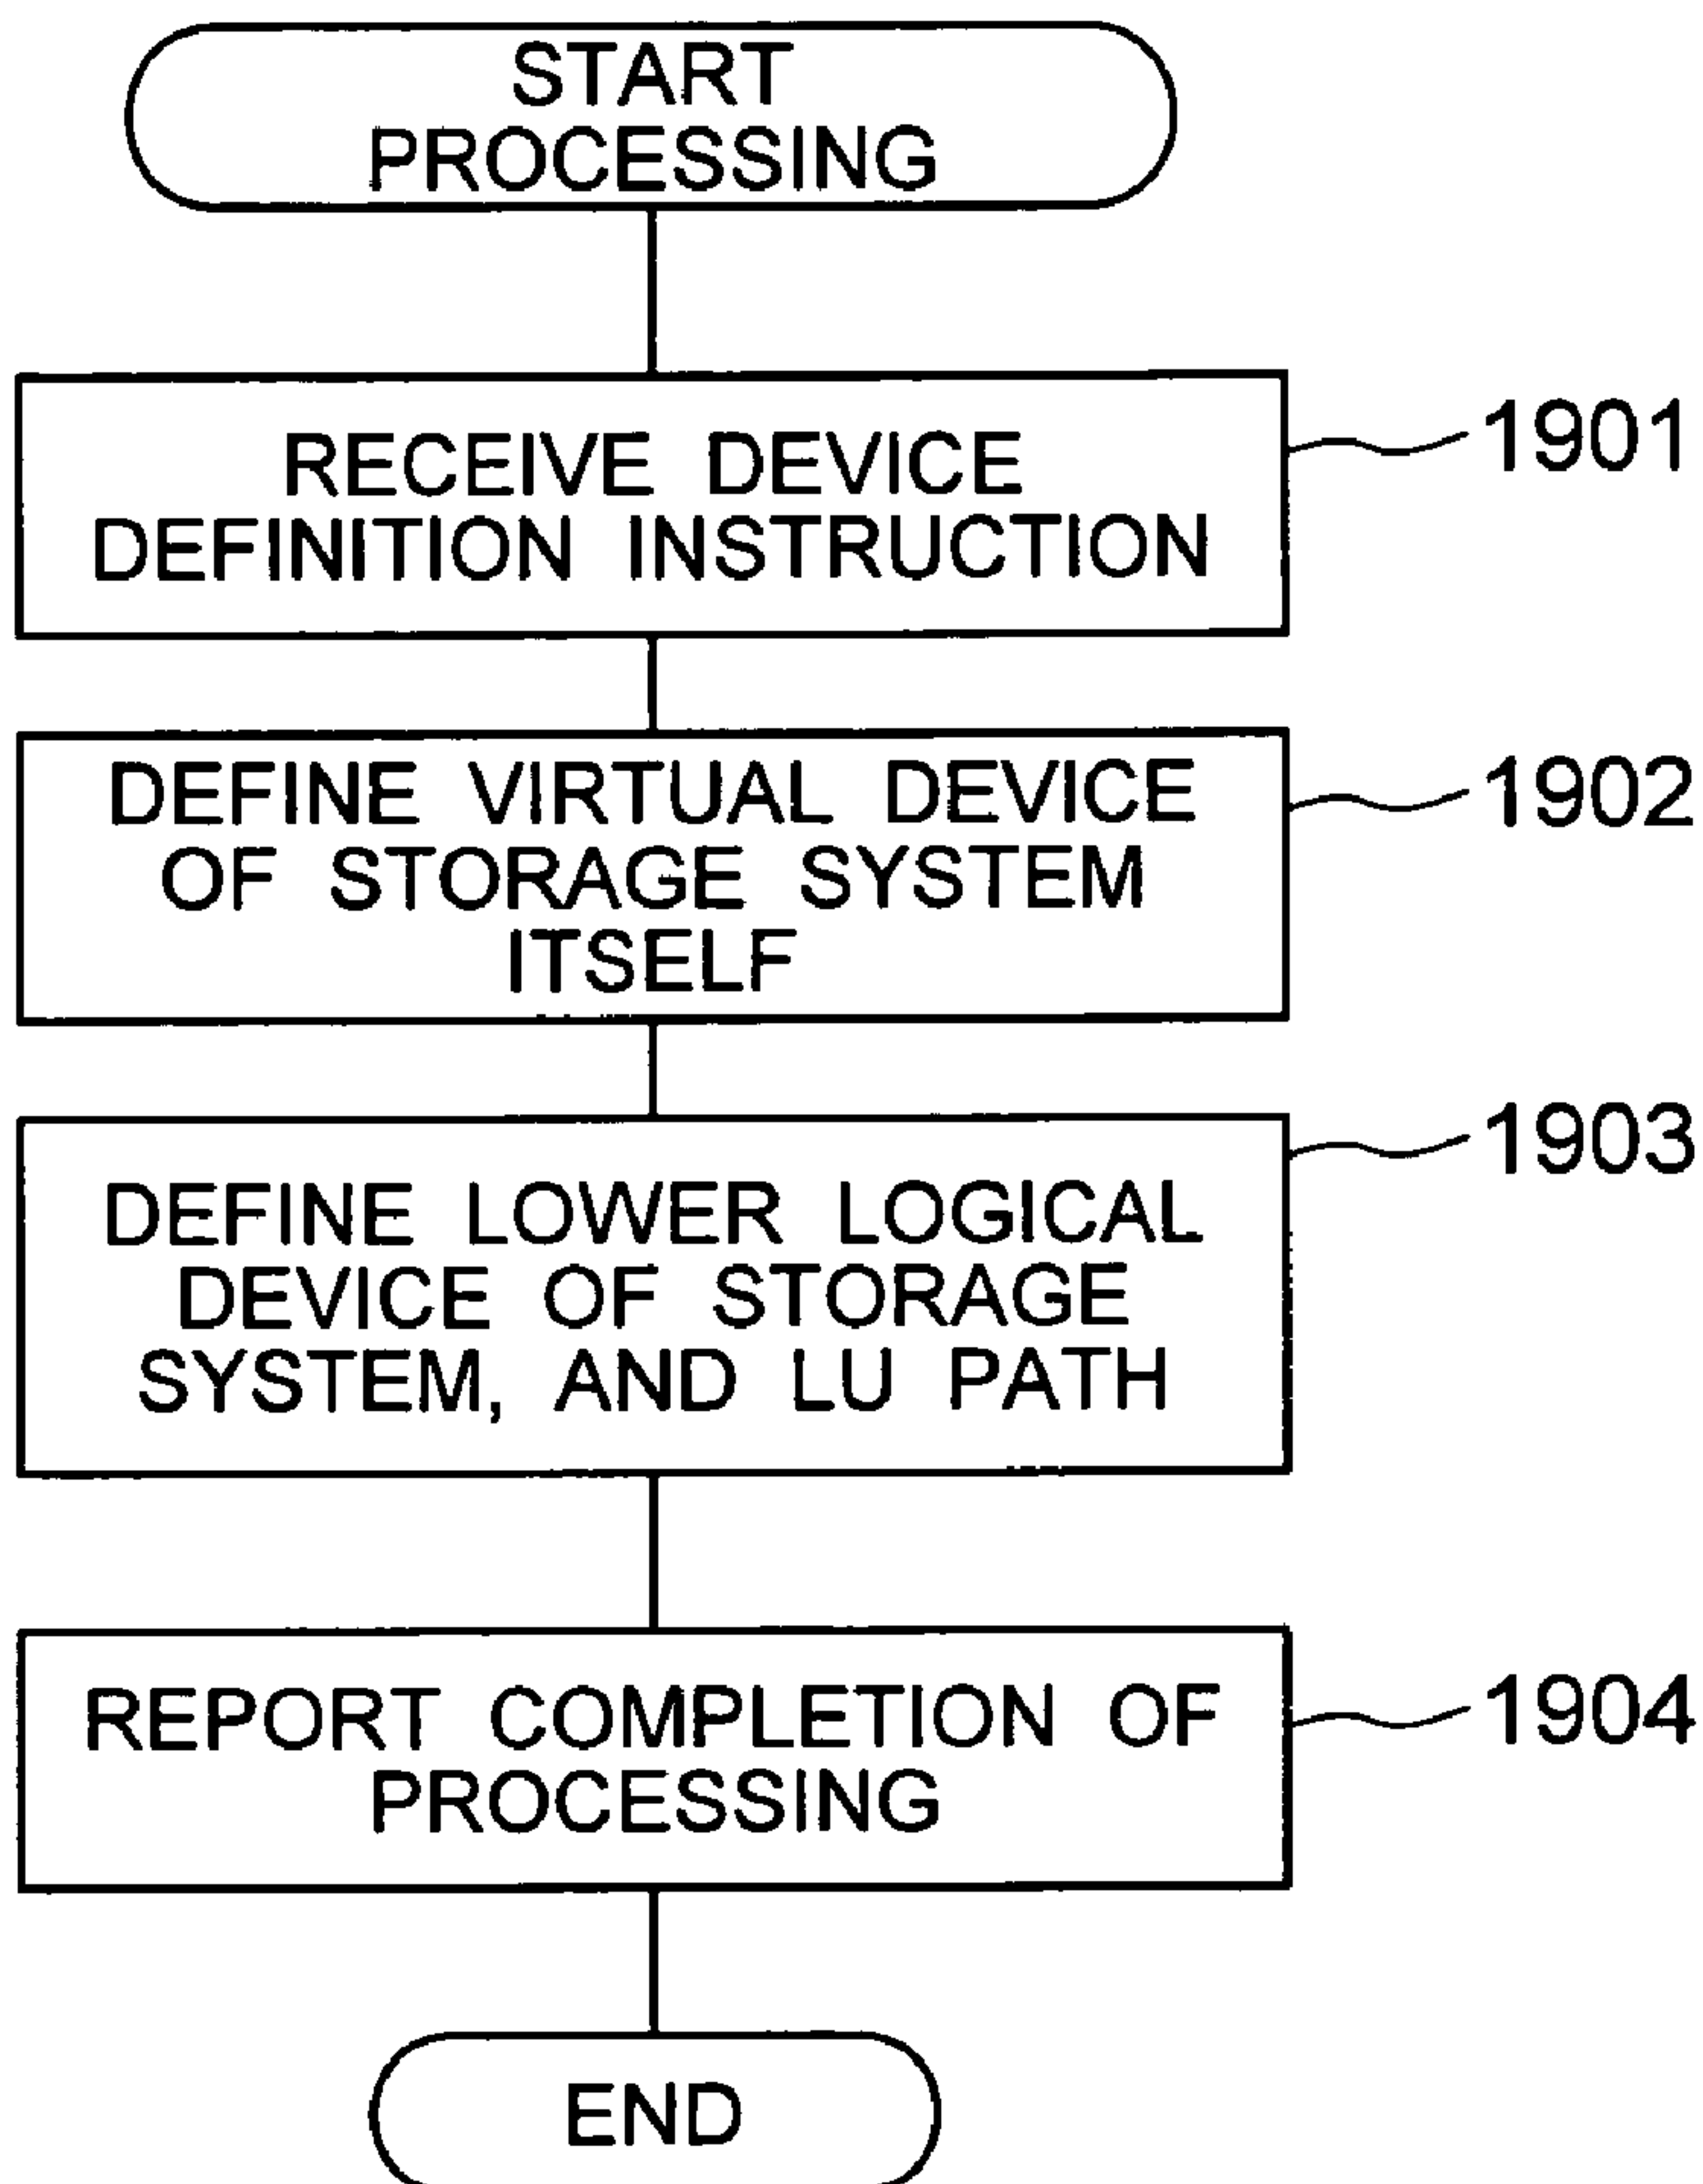 START
PROCESSING
RECEIVE DEVICE
DEFINITION INSTRUCTION
1901
DEFINE VIRTUAL DEVICE
OF STORAGE SYSTEM
ITSELF
1902
DEFINE LOWER LOGICAL
DEVICE OF STORAGE
SYSTEM, AND LU PATH
1903
REPORT COMPLETION OF
PROCESSING
1904
END